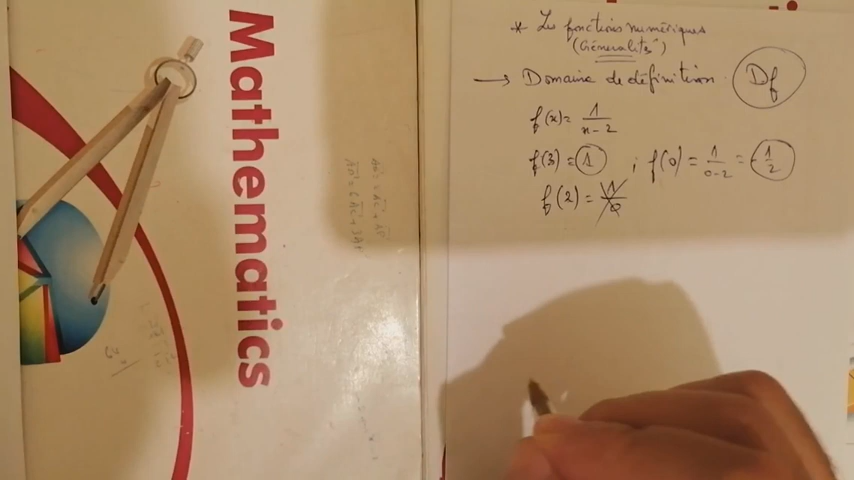 Mathematics
* Les fonctions numériques
(Généralités)
→ Domaine de définition. Df
f(x) = 1/x-2
f(3) = 1 ; f(0) = 1/0-2 = -1/2
f(2) = 1/0